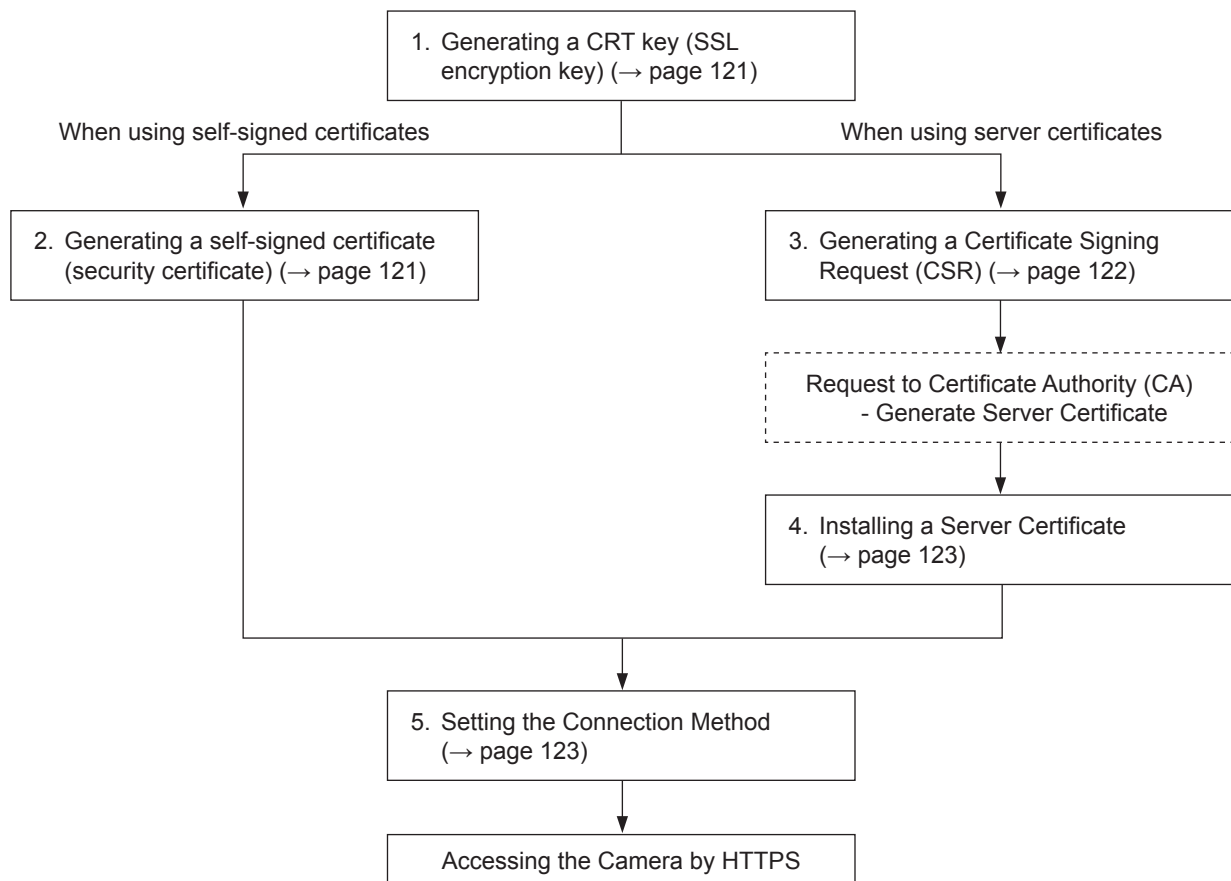 1. Generating a CRT key (SSL
encryption key) (→ page 121)
When using self-signed certificates
When using server certificates
2. Generating a self-signed certificate
(security certificate) (→ page 121)
3. Generating a Certificate Signing
Request (CSR) (→ page 122)
Request to Certificate Authority (CA)
- Generate Server Certificate
4. Installing a Server Certificate
(→ page 123)
5. Setting the Connection Method
(→ page 123)
Accessing the Camera by HTTPS